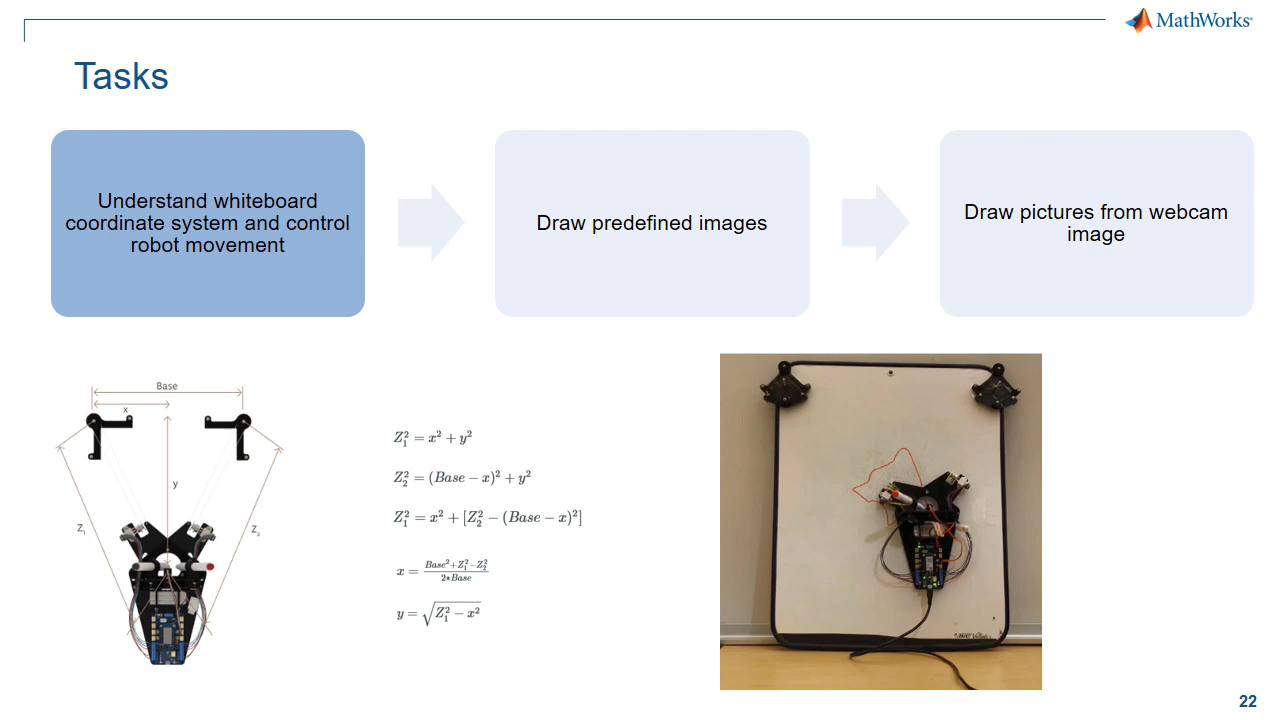 MathWorks®
Tasks
Understand whiteboard
coordinate system and control
robot movement
Draw predefined images
Draw pictures from webcam
image
Base
x
y
Z₁
Z₂
Z₁² = x² + y²
Z₂² = (Base − x)² + y²
Z₁² = x² + [Z₂² − (Base − x)²]
x = (Base²+Z₁²−Z₂²)/(2∗Base)
y = √(Z₁² − x²)
22